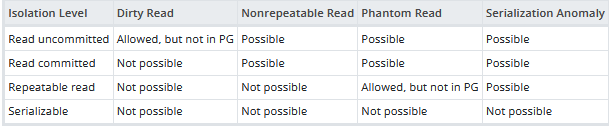 Isolation Level Dirty Read Nonrepeatable Read Phantom Read Serialization Anomaly
Read uncommitted Allowed, but not in PG Possible Possible Possible
Read committed Not possible Possible Possible Possible
Repeatable read Not possible Not possible Allowed, but not in PG Possible
Serializable Not possible Not possible Not possible Not possible